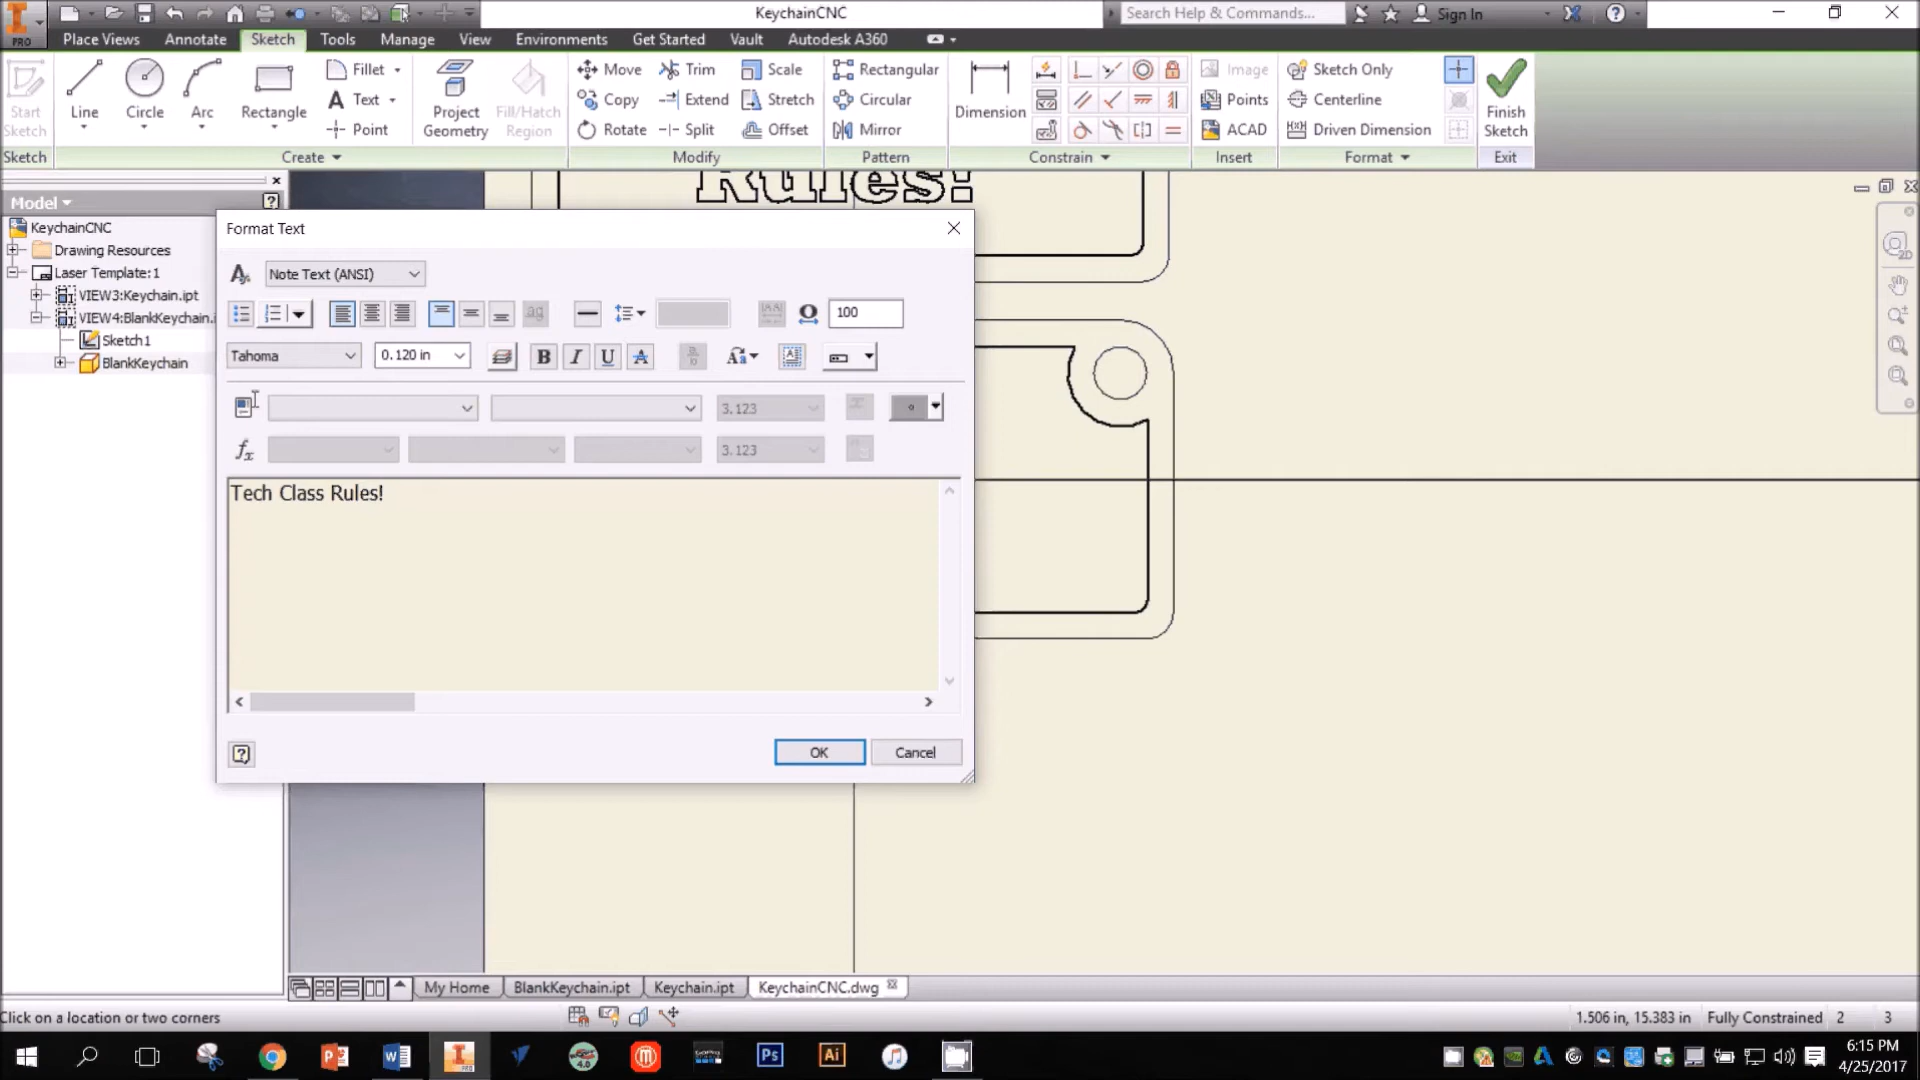 KeychainCNC
Search Help & Commands...
Sign In
PRO
Place Views
Annotate
Sketch
Tools
Manage
View
Environments
Get Started
Vault
Autodesk A360
Start
Sketch
Line
Circle
Arc
Rectangle
Fillet
Text
Point
Project
Geometry
Fill/Hatch
Region
Move
Copy
Rotate
Trim
Extend
Split
Scale
Stretch
Offset
Rectangular
Circular
Mirror
Dimension
Image
Points
ACAD
Sketch Only
Centerline
Driven Dimension
Finish
Sketch
Sketch
Create
Modify
Pattern
Constrain
Insert
Format
Exit
Model
KeychainCNC
Drawing Resources
Laser Template:1
VIEW3:Keychain.ipt
VIEW4:BlankKeychain.i
Sketch1
BlankKeychain
Rules!
Format Text
Note Text (ANSI)
100
Tahoma
0.120 in
3.123
3.123
Tech Class Rules!
OK
Cancel
My Home
BlankKeychain.ipt
Keychain.ipt
KeychainCNC.dwg
Click on a location or two corners
1.506 in, 15.383 in
Fully Constrained
2
3
6:15 PM
4/25/2017